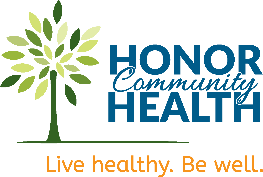 HONOR
Community
HEALTH
Live healthy. Be well.